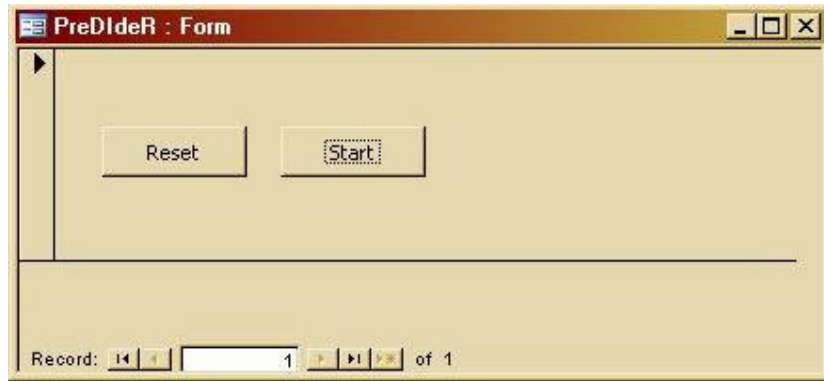 PreDIdeR : Form
Reset Start
Record: 1 of 1